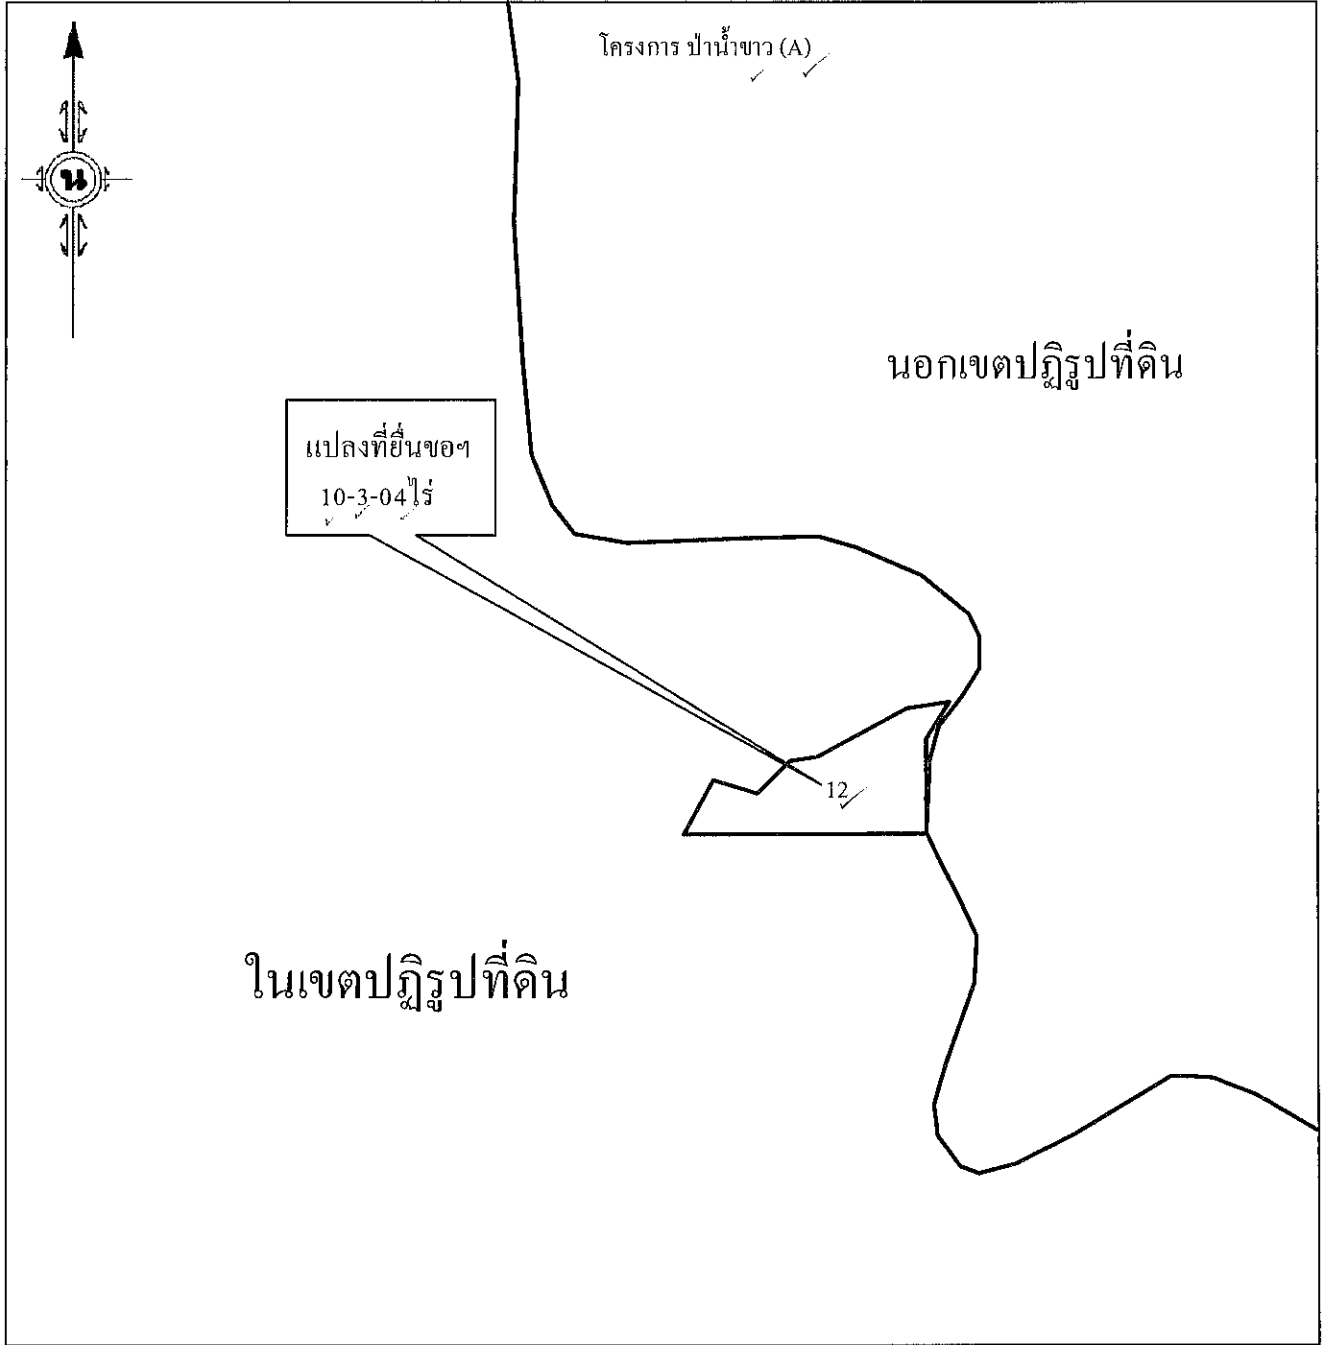 โครงการ ป่าน้ำขาว (A)
น
นอกเขตปฏิรูปที่ดิน
แปลงที่ยื่นขอฯ
10-3-04 ไร่
12
ในเขตปฏิรูปที่ดิน